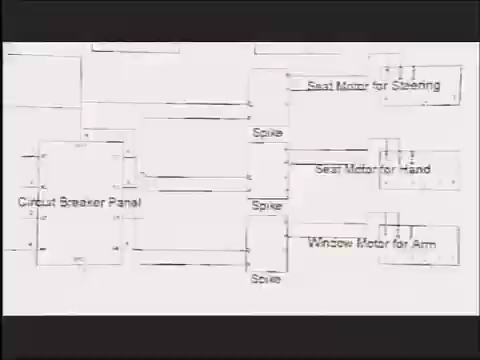 Seat Motor for Steering
Spike
Seat Motor for Hand
Circuit Breaker Panel
Spike
Window Motor for Arm
Spike